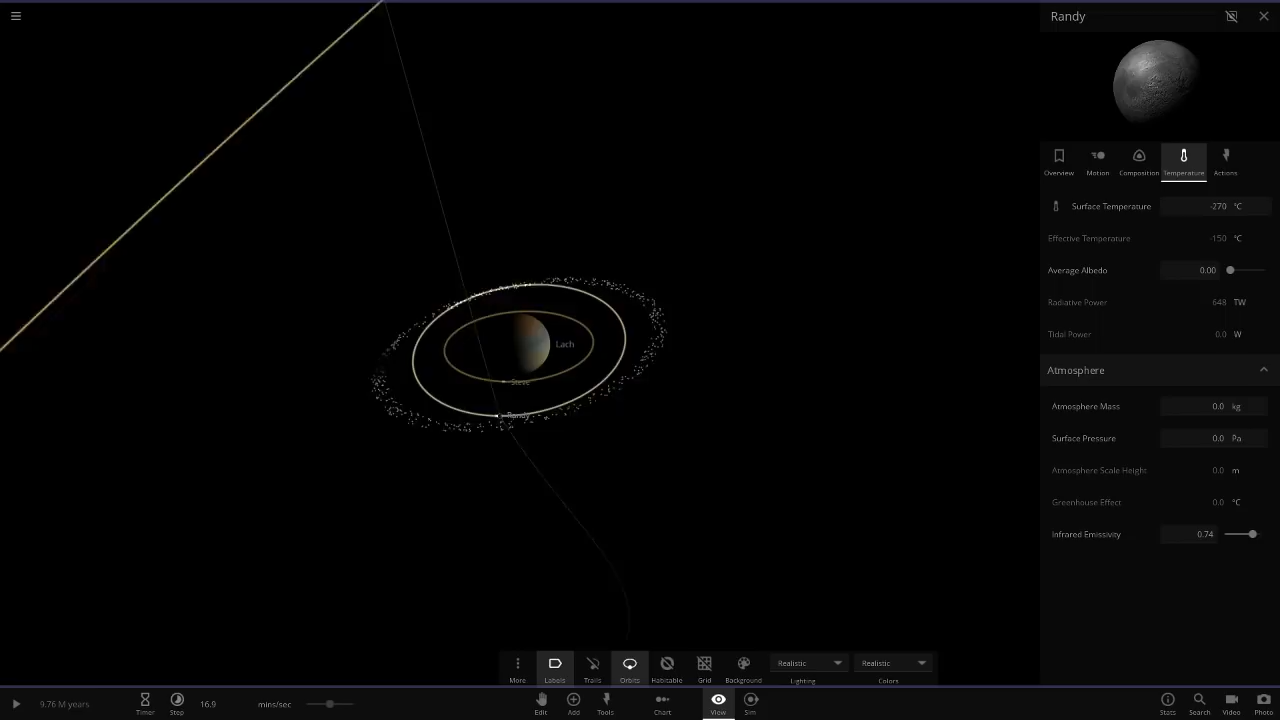 Randy
Overview
Motion
Composition
Temperature
Actions
Surface Temperature -270 °C
Effective Temperature -150 °C
Average Albedo 0.00
Radiative Power 648 TW
Tidal Power 0.0 W
Atmosphere
Atmosphere Mass 0.0 kg
Surface Pressure 0.0 Pa
Atmosphere Scale Height 0.0 m
Greenhouse Effect 0.0 °C
Infrared Emissivity 0.74
Lach
Steve
Randy
More
Labels
Trails
Orbits
Habitable
Grid
Background
Realistic
Lighting
Realistic
Colors
9.76 M years
Timer
Step
16.9 mins/sec
Edit
Add
Tools
Chart
View
Sim
Stats
Search
Video
Photo